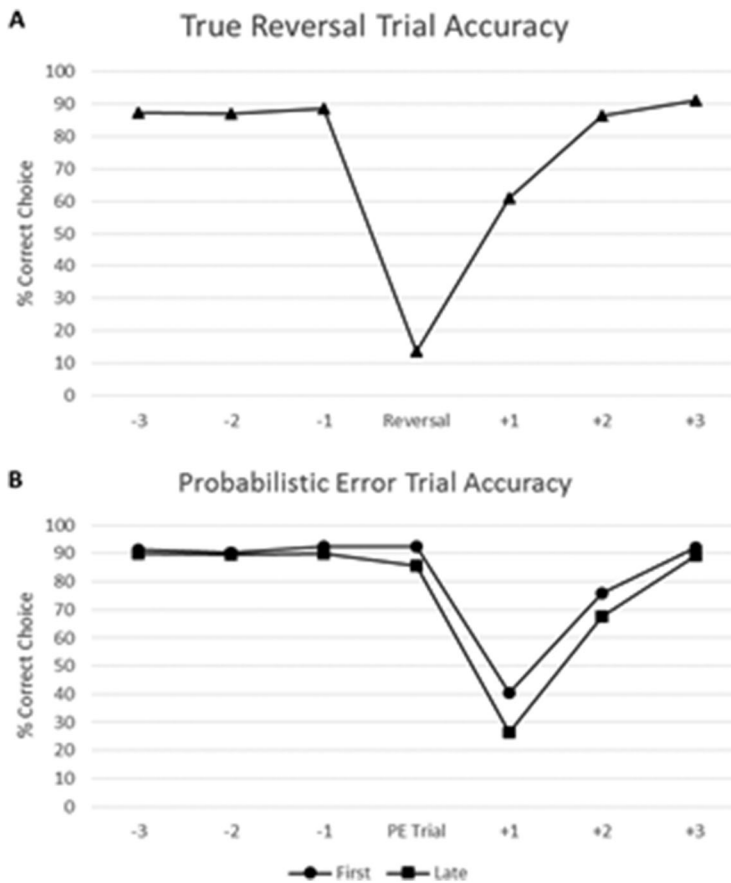 A
True Reversal Trial Accuracy
100
90
80
70
60
50
40
30
20
10
0
% Correct Choice
-3 -2 -1 Reversal +1 +2 +3
B
Probabilistic Error Trial Accuracy
100
90
80
70
60
50
40
30
20
10
0
% Correct Choice
-3 -2 -1 PE Trial +1 +2 +3
First Late